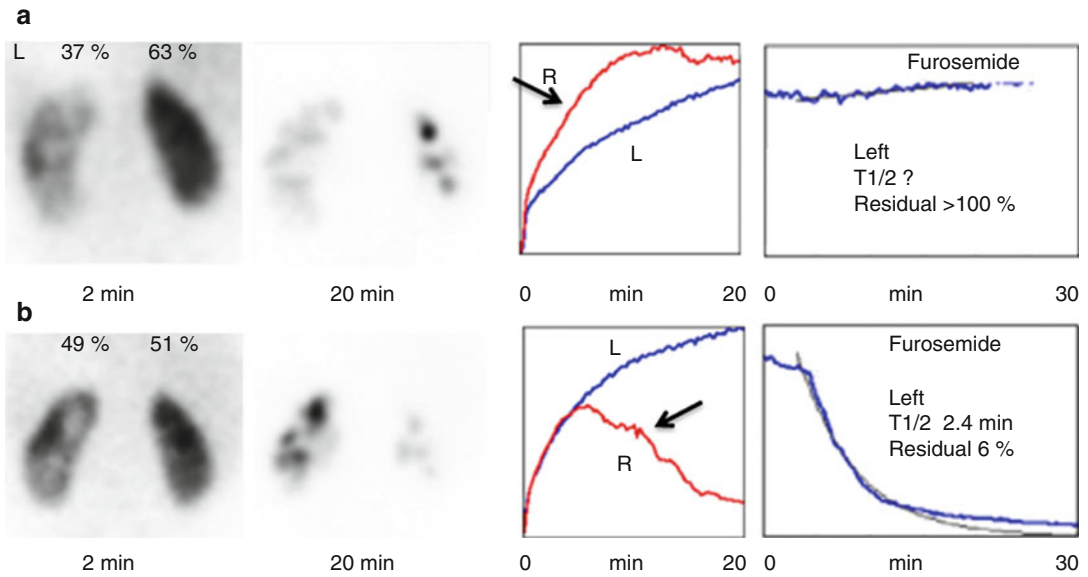 a
L 37 % 63 %
R
L
Furosemide
Left
T1/2 ?
Residual >100 %
2 min
20 min
0 min 20
0 min 30
b
49 % 51 %
L
R
Furosemide
Left
T1/2 2.4 min
Residual 6 %
2 min
20 min
0 min 20
0 min 30